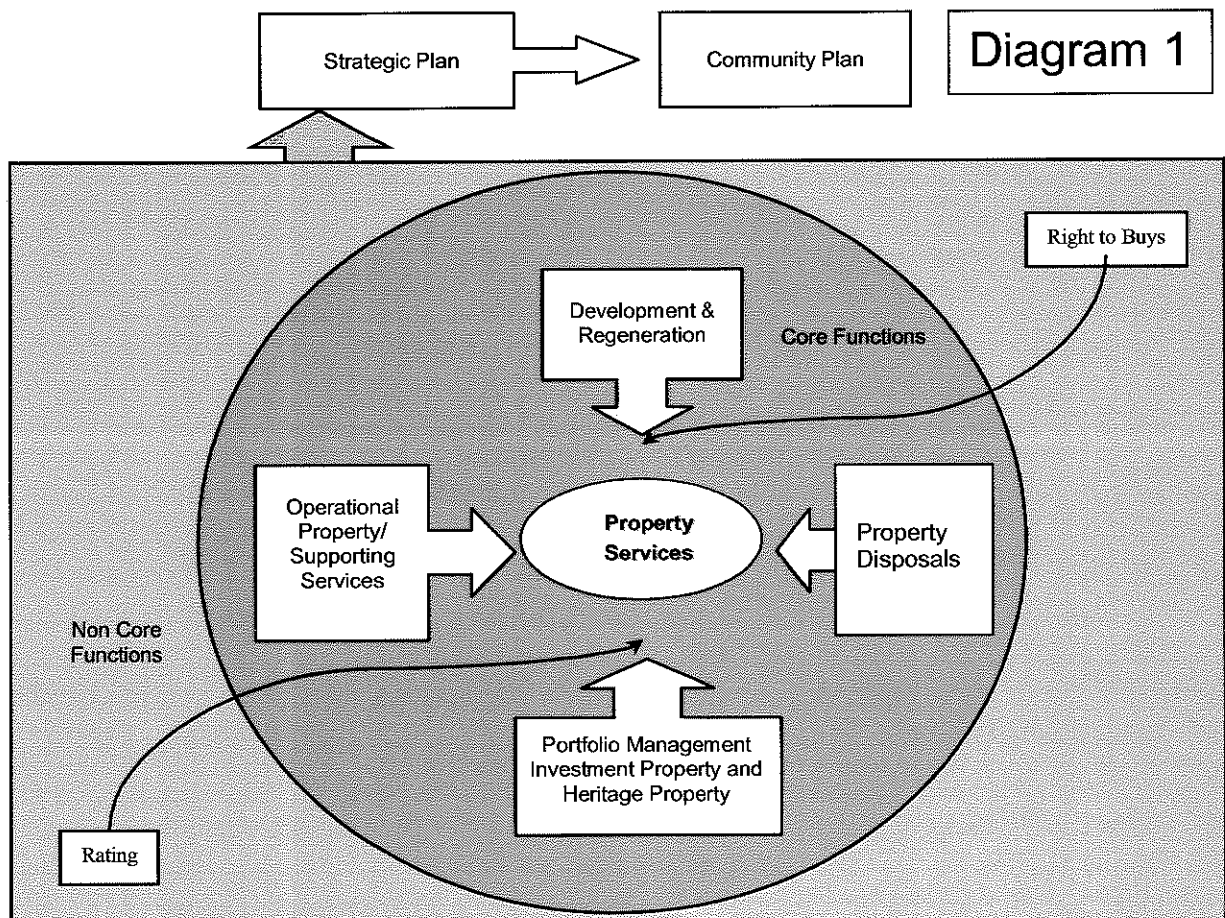 Strategic Plan
Community Plan
Diagram 1
Right to Buys
Development &
Regeneration
Core Functions
Operational
Property/
Supporting
Services
Property
Services
Property
Disposals
Non Core
Functions
Portfolio Management
Investment Property and
Heritage Property
Rating